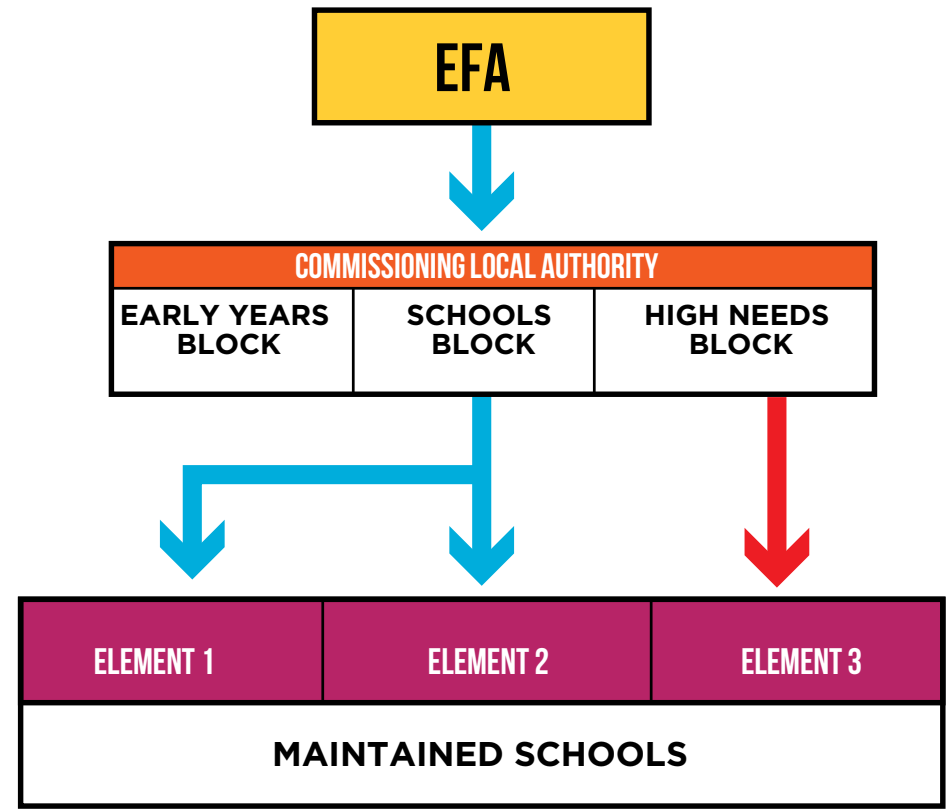 EFA
COMMISSIONING LOCAL AUTHORITY
EARLY YEARS
BLOCK
SCHOOLS
BLOCK
HIGH NEEDS
BLOCK
ELEMENT 1
ELEMENT 2
ELEMENT 3
MAINTAINED SCHOOLS